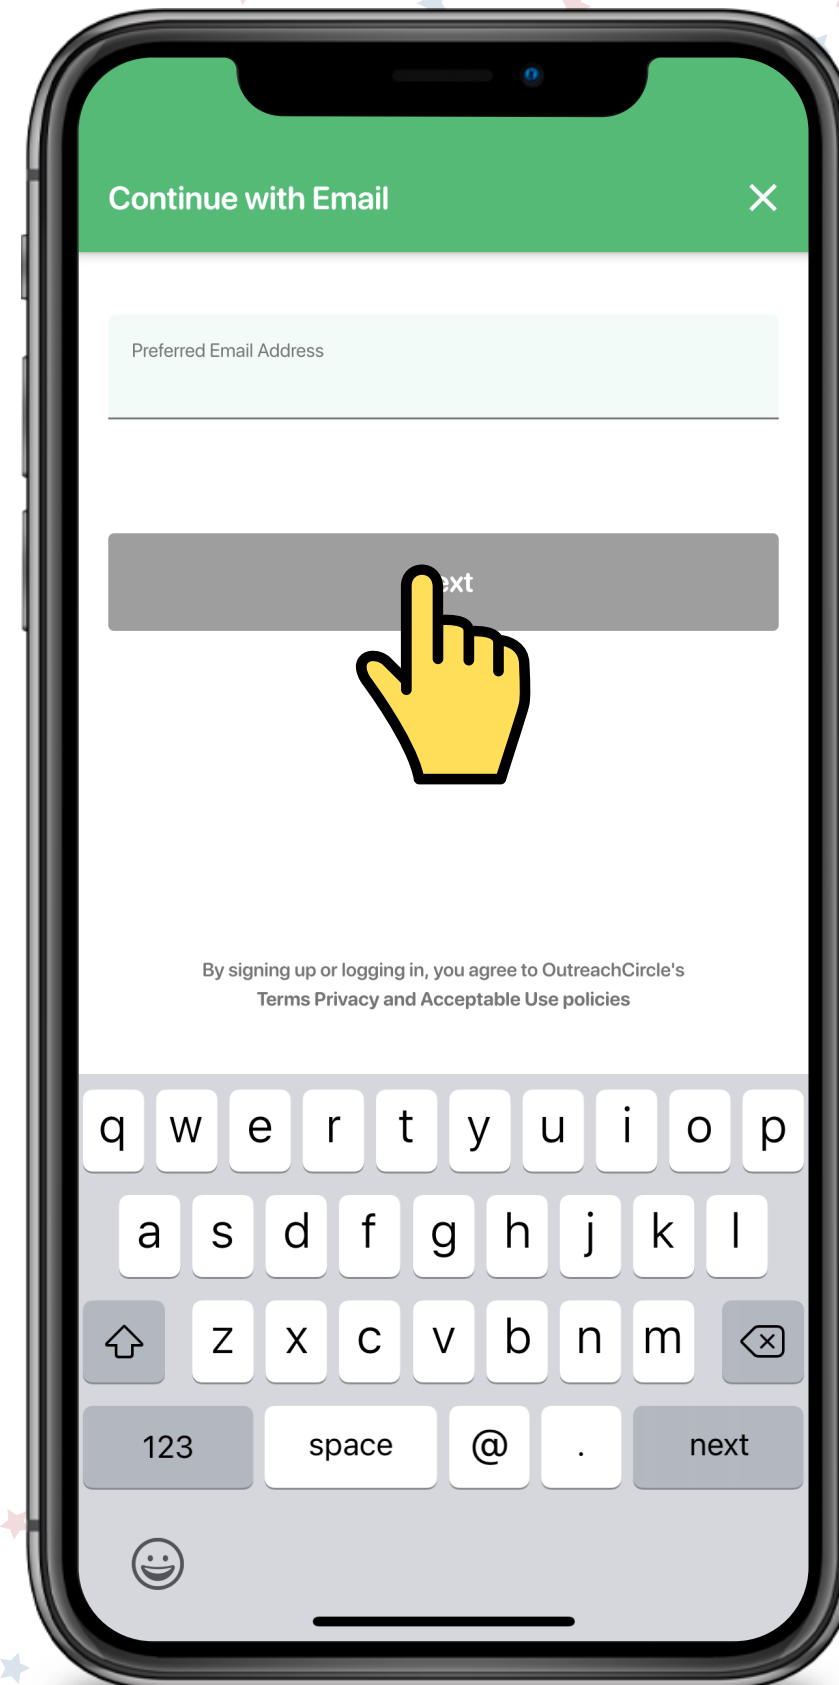 Continue with Email
Preferred Email Address
ext
By signing up or logging in, you agree to OutreachCircle's
Terms Privacy and Acceptable Use policies
q w e r t y u i o p
a s d f g h j k l
z x c v b n m
123 space @ . next